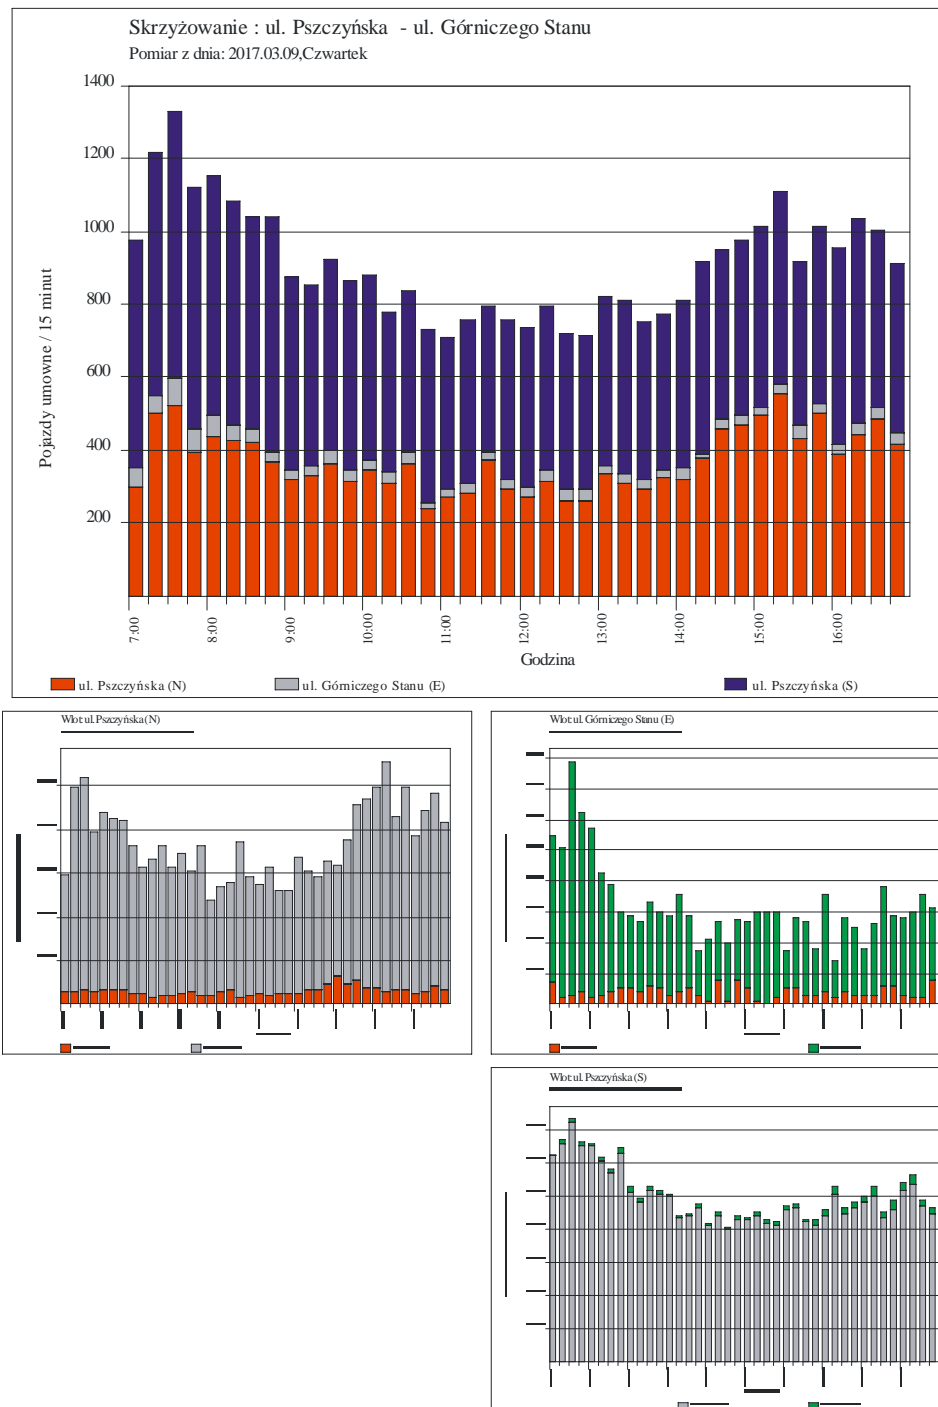 Skrzyżowanie : ul. Pszczyńska - ul. Górniczego Stanu
Pomiar z dnia: 2017.03.09,Czwartek
1400
1200
1000
800
600
400
200
Pojazdy umowne / 15 minut
7:00 8:00 9:00 10:00 11:00 12:00 13:00 14:00 15:00 16:00
Godzina
ul. Pszczyńska (N) ul. Górniczego Stanu (E) ul. Pszczyńska (S)
Wlot: ul. Pszczyńska (N)
Wlot: ul. Górniczego Stanu (E)
Wlot: ul. Pszczyńska (S)